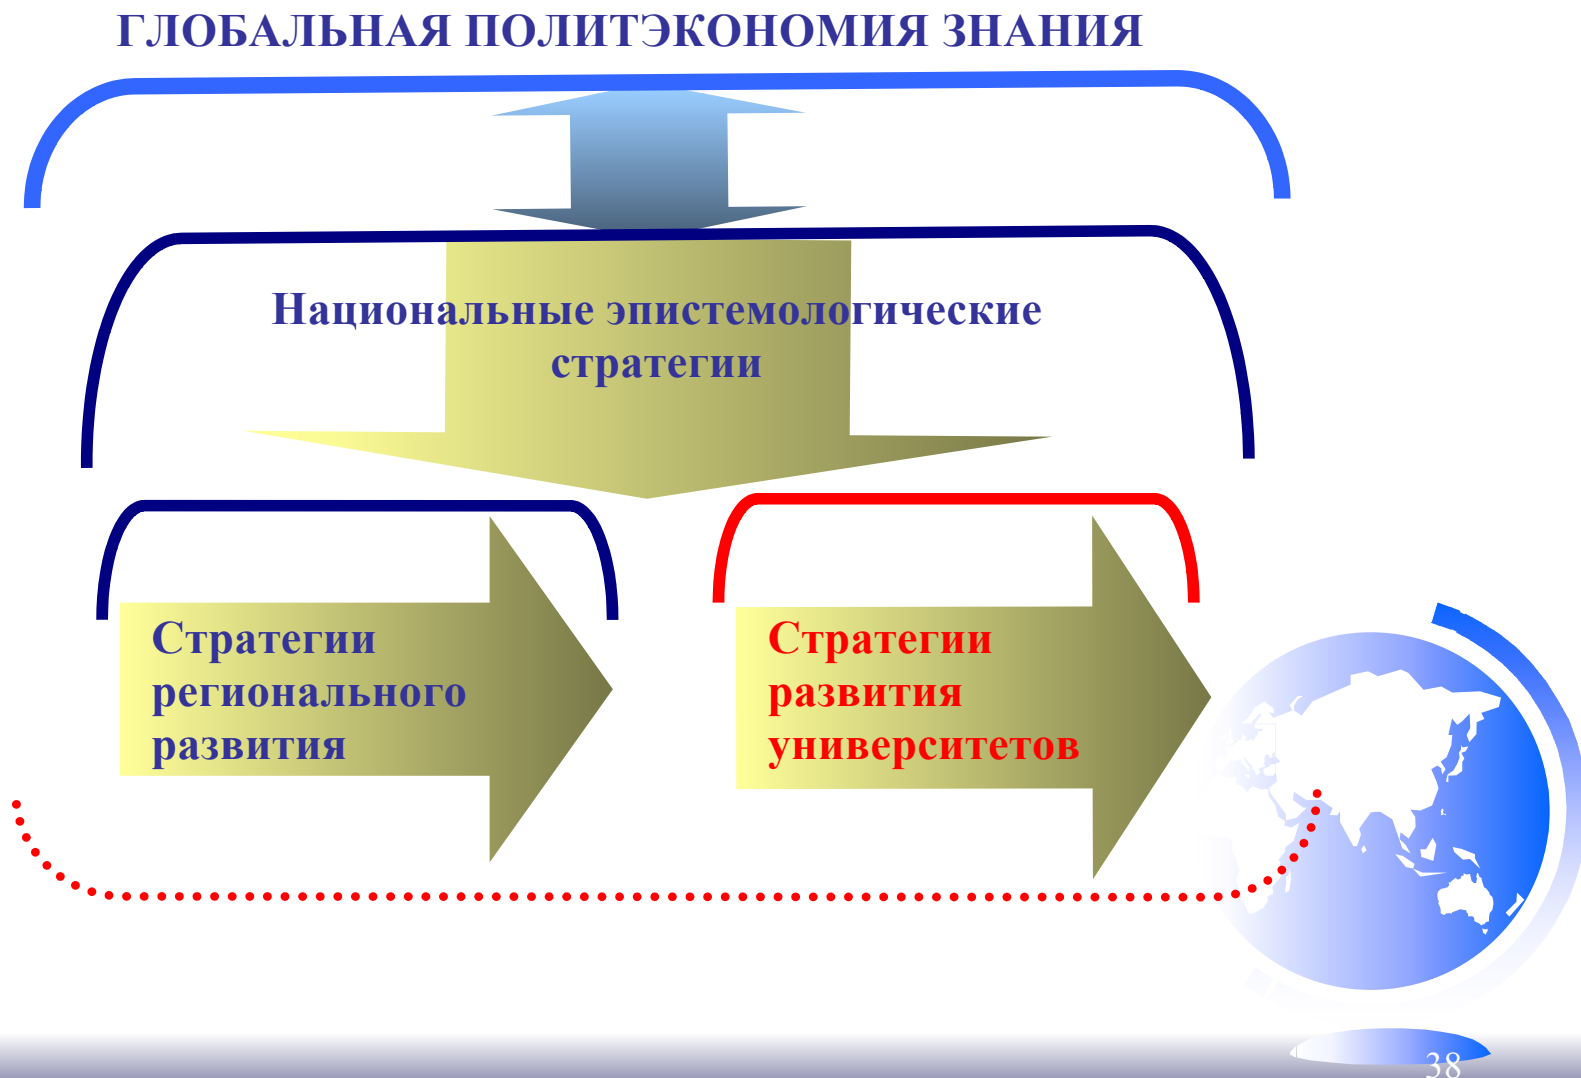 ГЛОБАЛЬНАЯ ПОЛИТЭКОНОМИЯ ЗНАНИЯ
Национальные эпистемологические
стратегии
Стратегии
регионального
развития
Стратегии
развития
университетов
38